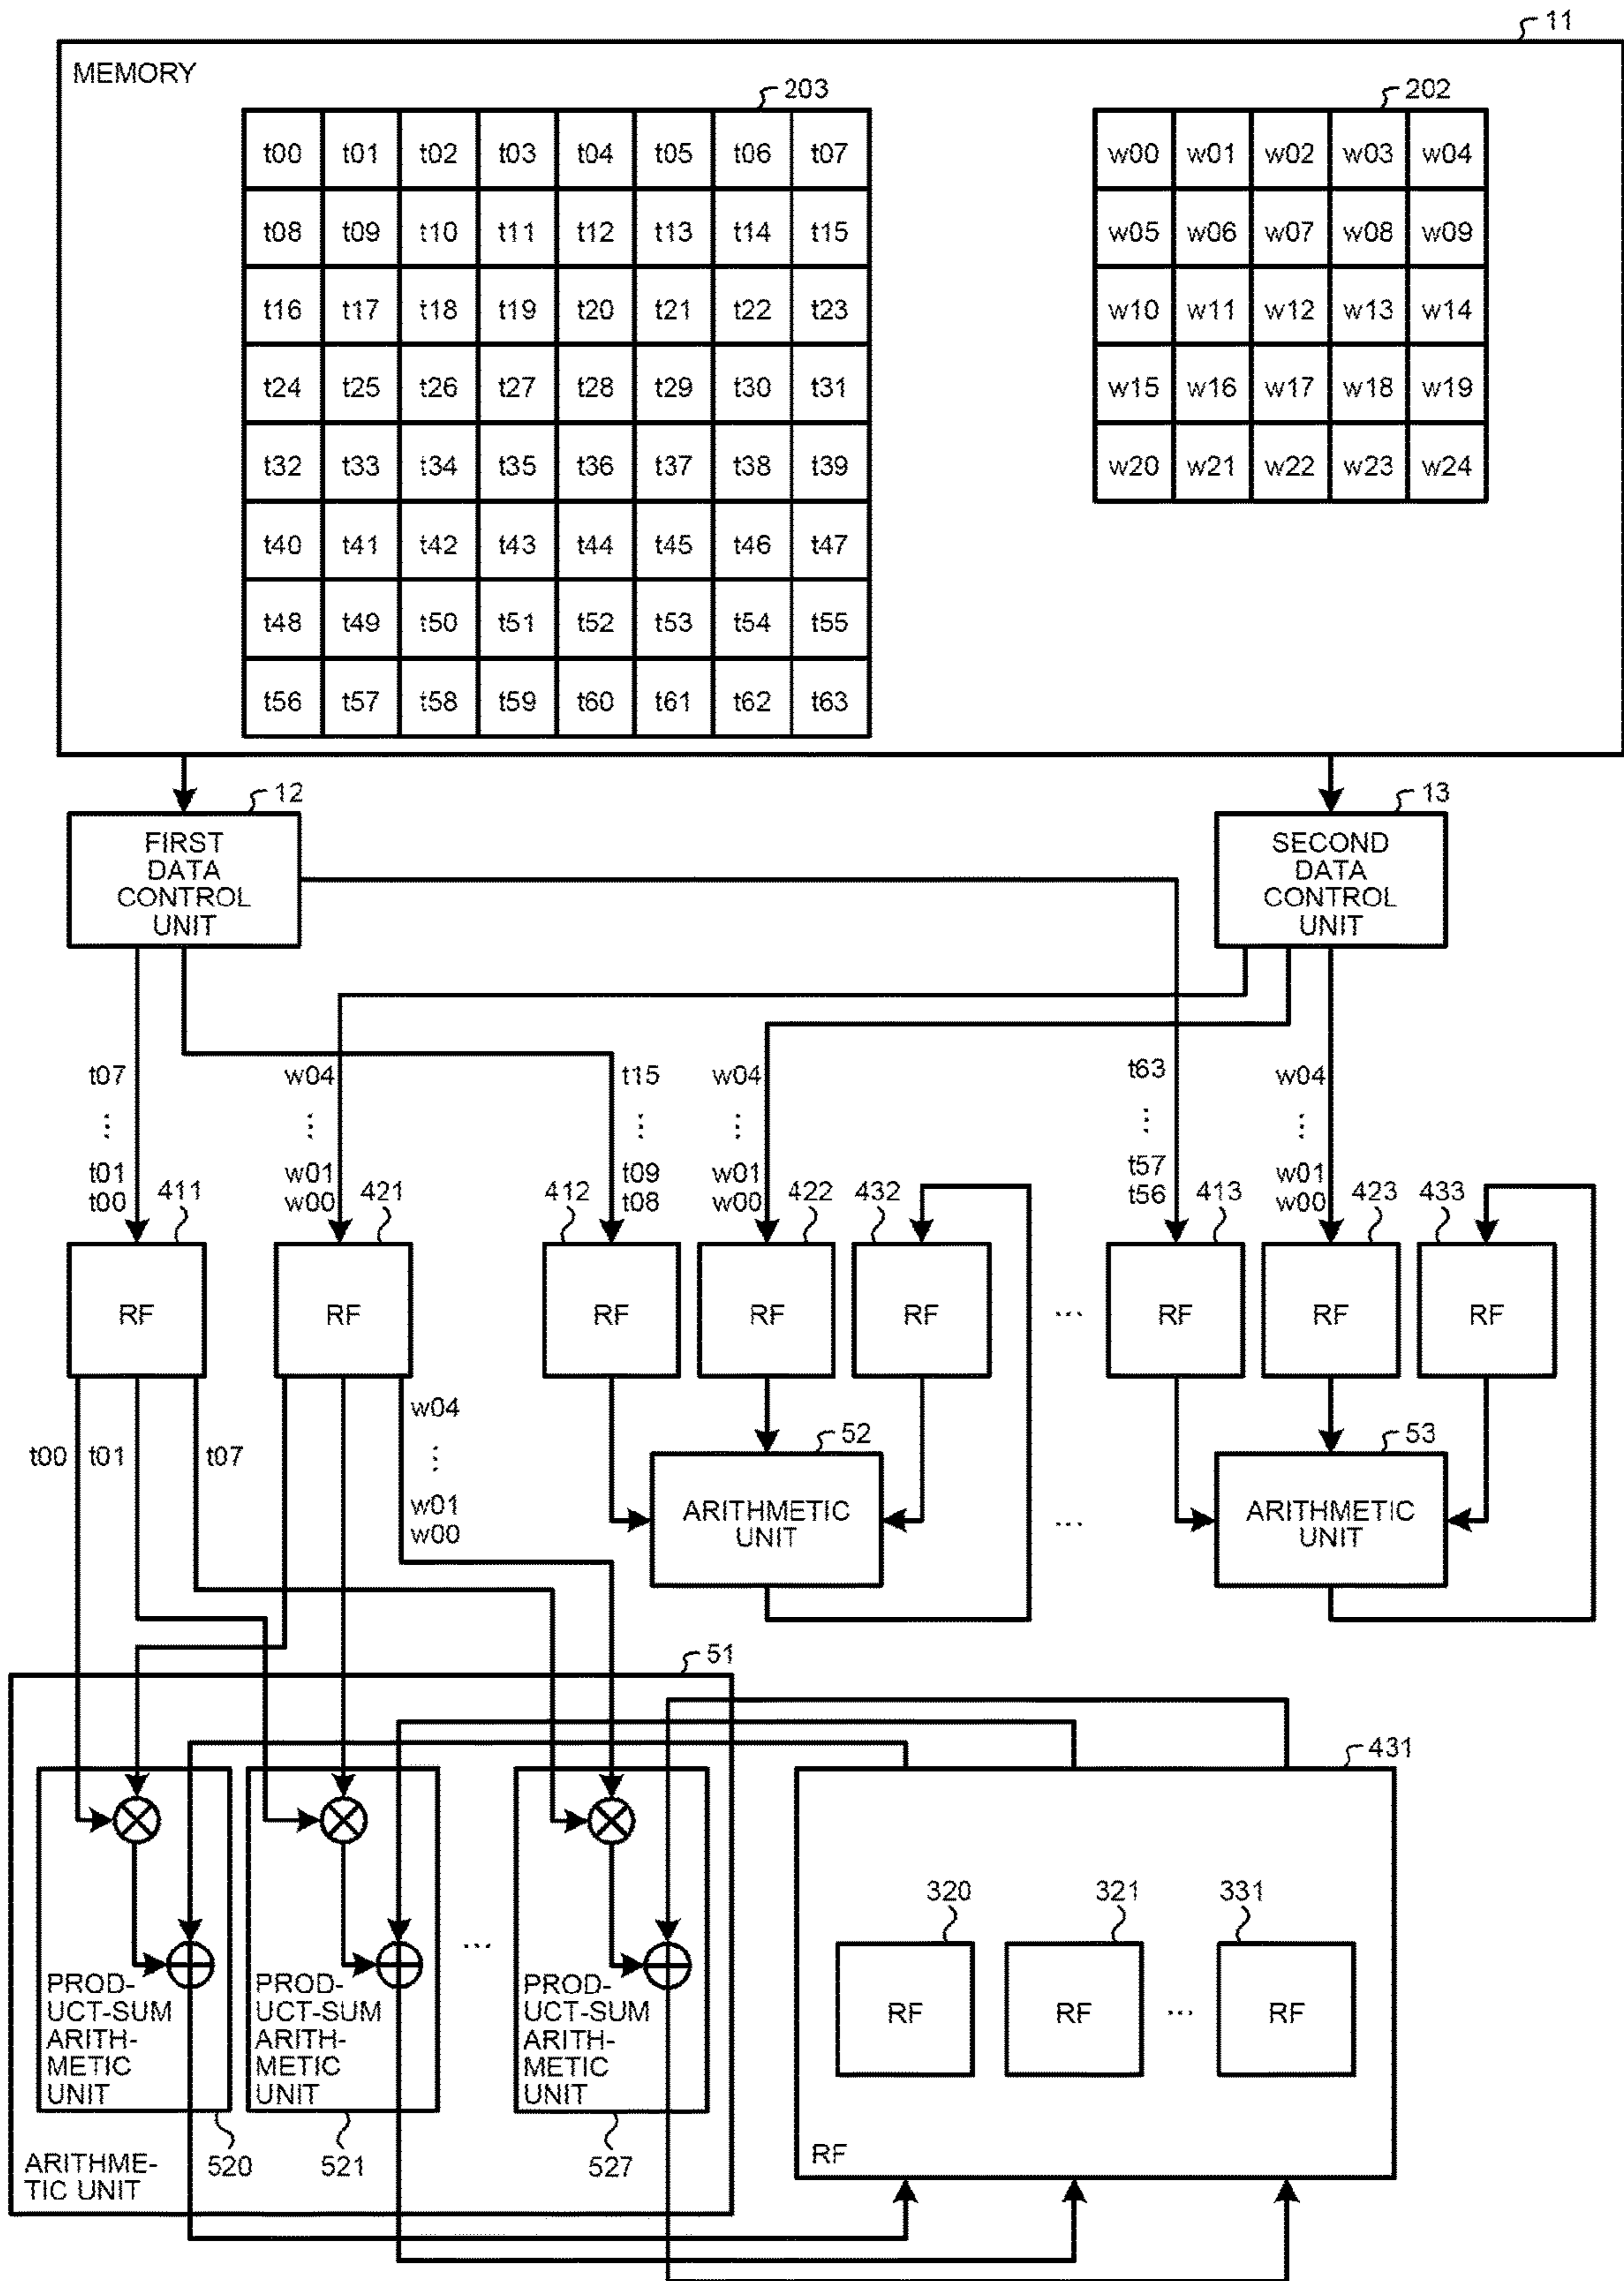 11
MEMORY
203
202
t00 t01 t02 t03 t04 t05 t06 t07
w00 w01 w02 w03 w04
t08 t09 t10 t11 t12 t13 t14 t15
w05 w06 w07 w08 w09
t16 t17 t18 t19 t20 t21 t22 t23
w10 w11 w12 w13 w14
t24 t25 t26 t27 t28 t29 t30 t31
w15 w16 w17 w18 w19
t32 t33 t34 t35 t36 t37 t38 t39
w20 w21 w22 w23 w24
t40 t41 t42 t43 t44 t45 t46 t47
t48 t49 t50 t51 t52 t53 t54 t55
t56 t57 t58 t59 t60 t61 t62 t63
12
FIRST
DATA
CONTROL
UNIT
13
SECOND
DATA
CONTROL
UNIT
t07
⋮
t01
t00
411
w04
⋮
w01
w00
421
412
t15
⋮
t09
t08
w04
⋮
w01
w00
422
432
t63
⋮
t57
t56
413
w04
⋮
w01
w00
423
433
RF
RF
RF
RF
RF
...
RF
RF
RF
t00
t01
t07
w04
⋮
w01
w00
52
ARITHMETIC
UNIT
...
53
ARITHMETIC
UNIT
51
431
PROD-
UCT-SUM
ARITH-
METIC
UNIT
520
PROD-
UCT-SUM
ARITH-
METIC
UNIT
521
...
PROD-
UCT-SUM
ARITH-
METIC
UNIT
527
ARITHME-
TIC UNIT
320
321
331
RF
RF
...
RF
RF